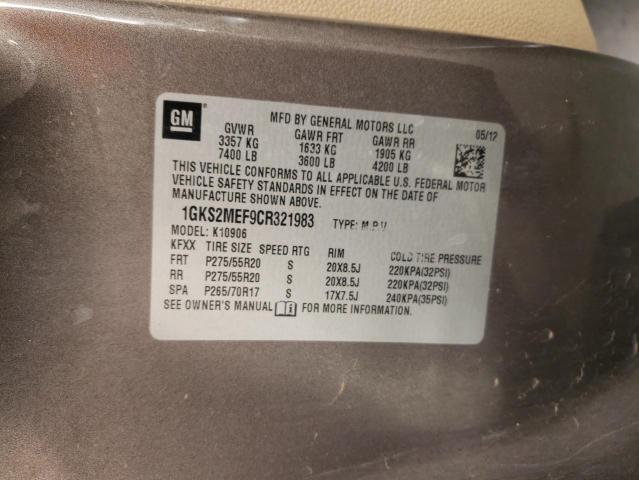 GM
MFD BY GENERAL MOTORS LLC
05/12
GVWR GAWR FRT GAWR RR
3357 KG 1633 KG 1905 KG
7400 LB 3600 LB 4200 LB
THIS VEHICLE CONFORMS TO ALL APPLICABLE U.S. FEDERAL MOTOR
VEHICLE SAFETY STANDARDS IN EFFECT ON THE DATE OF
MANUFACTURE SHOWN ABOVE.
1GKS2MEF9CR321983 TYPE: M.P.V
MODEL: K10906
KFXX TIRE SIZE SPEED RTG RIM COLD TIRE PRESSURE
FRT P275/55R20 S 20X8.5J 220KPA(32PSI)
RR P275/55R20 S 20X8.5J 220KPA(32PSI)
SPA P265/70R17 S 17X7.5J 240KPA(35PSI)
SEE OWNER'S MANUAL FOR MORE INFORMATION.